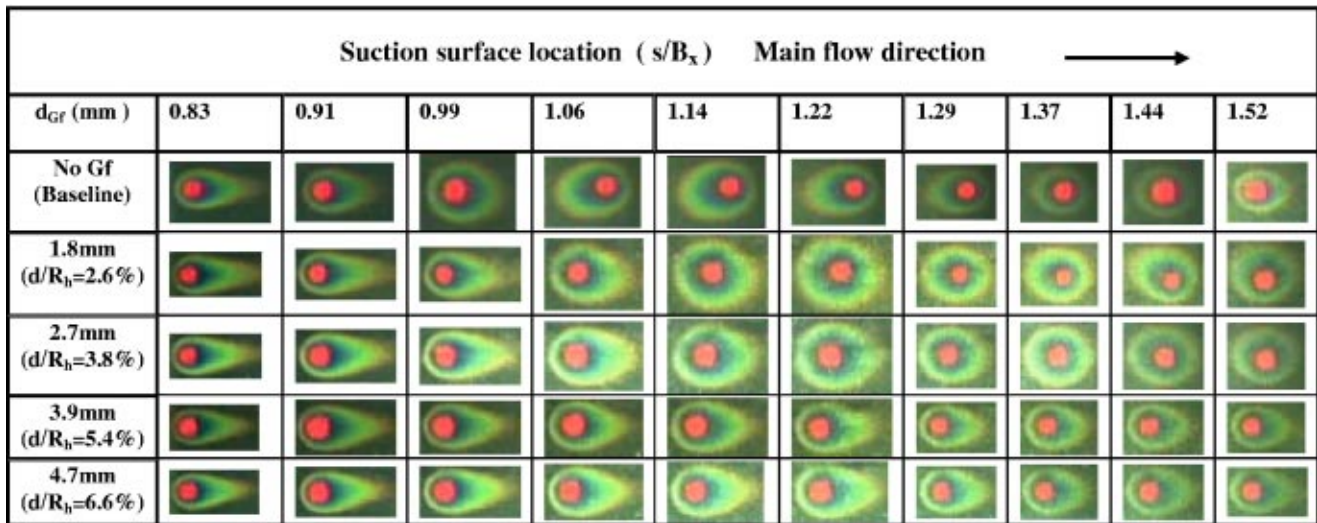 Suction surface location ( s/Bx ) Main flow direction
dGf (mm ) 0.83 0.91 0.99 1.06 1.14 1.22 1.29 1.37 1.44 1.52
No Gf
(Baseline)
1.8mm
(d/Rh=2.6%)
2.7mm
(d/Rh=3.8%)
3.9mm
(d/Rh=5.4%)
4.7mm
(d/Rh=6.6%)